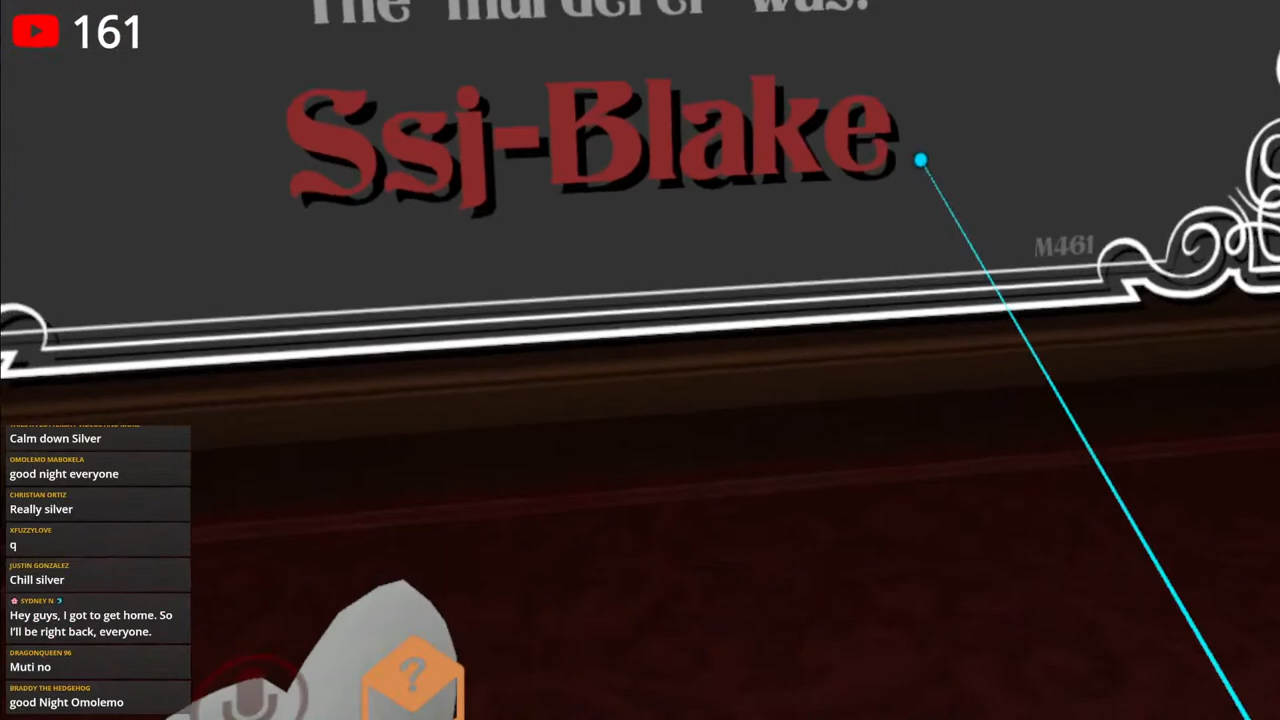 161
The murderer was:
Ssj-Blake
M461
Calm down Silver
OMOLEMO MABOKELA
good night everyone
CHRISTIAN ORTIZ
Really silver
XFUZZYLOVE
q
JUSTIN GONZALEZ
Chill silver
SYDNEY N
Hey guys, I got to get home. So
I'll be right back, everyone.
DRAGONQUEEN 96
Muti no
BRADDY THE HEDGEHOG
good Night Omolemo
?